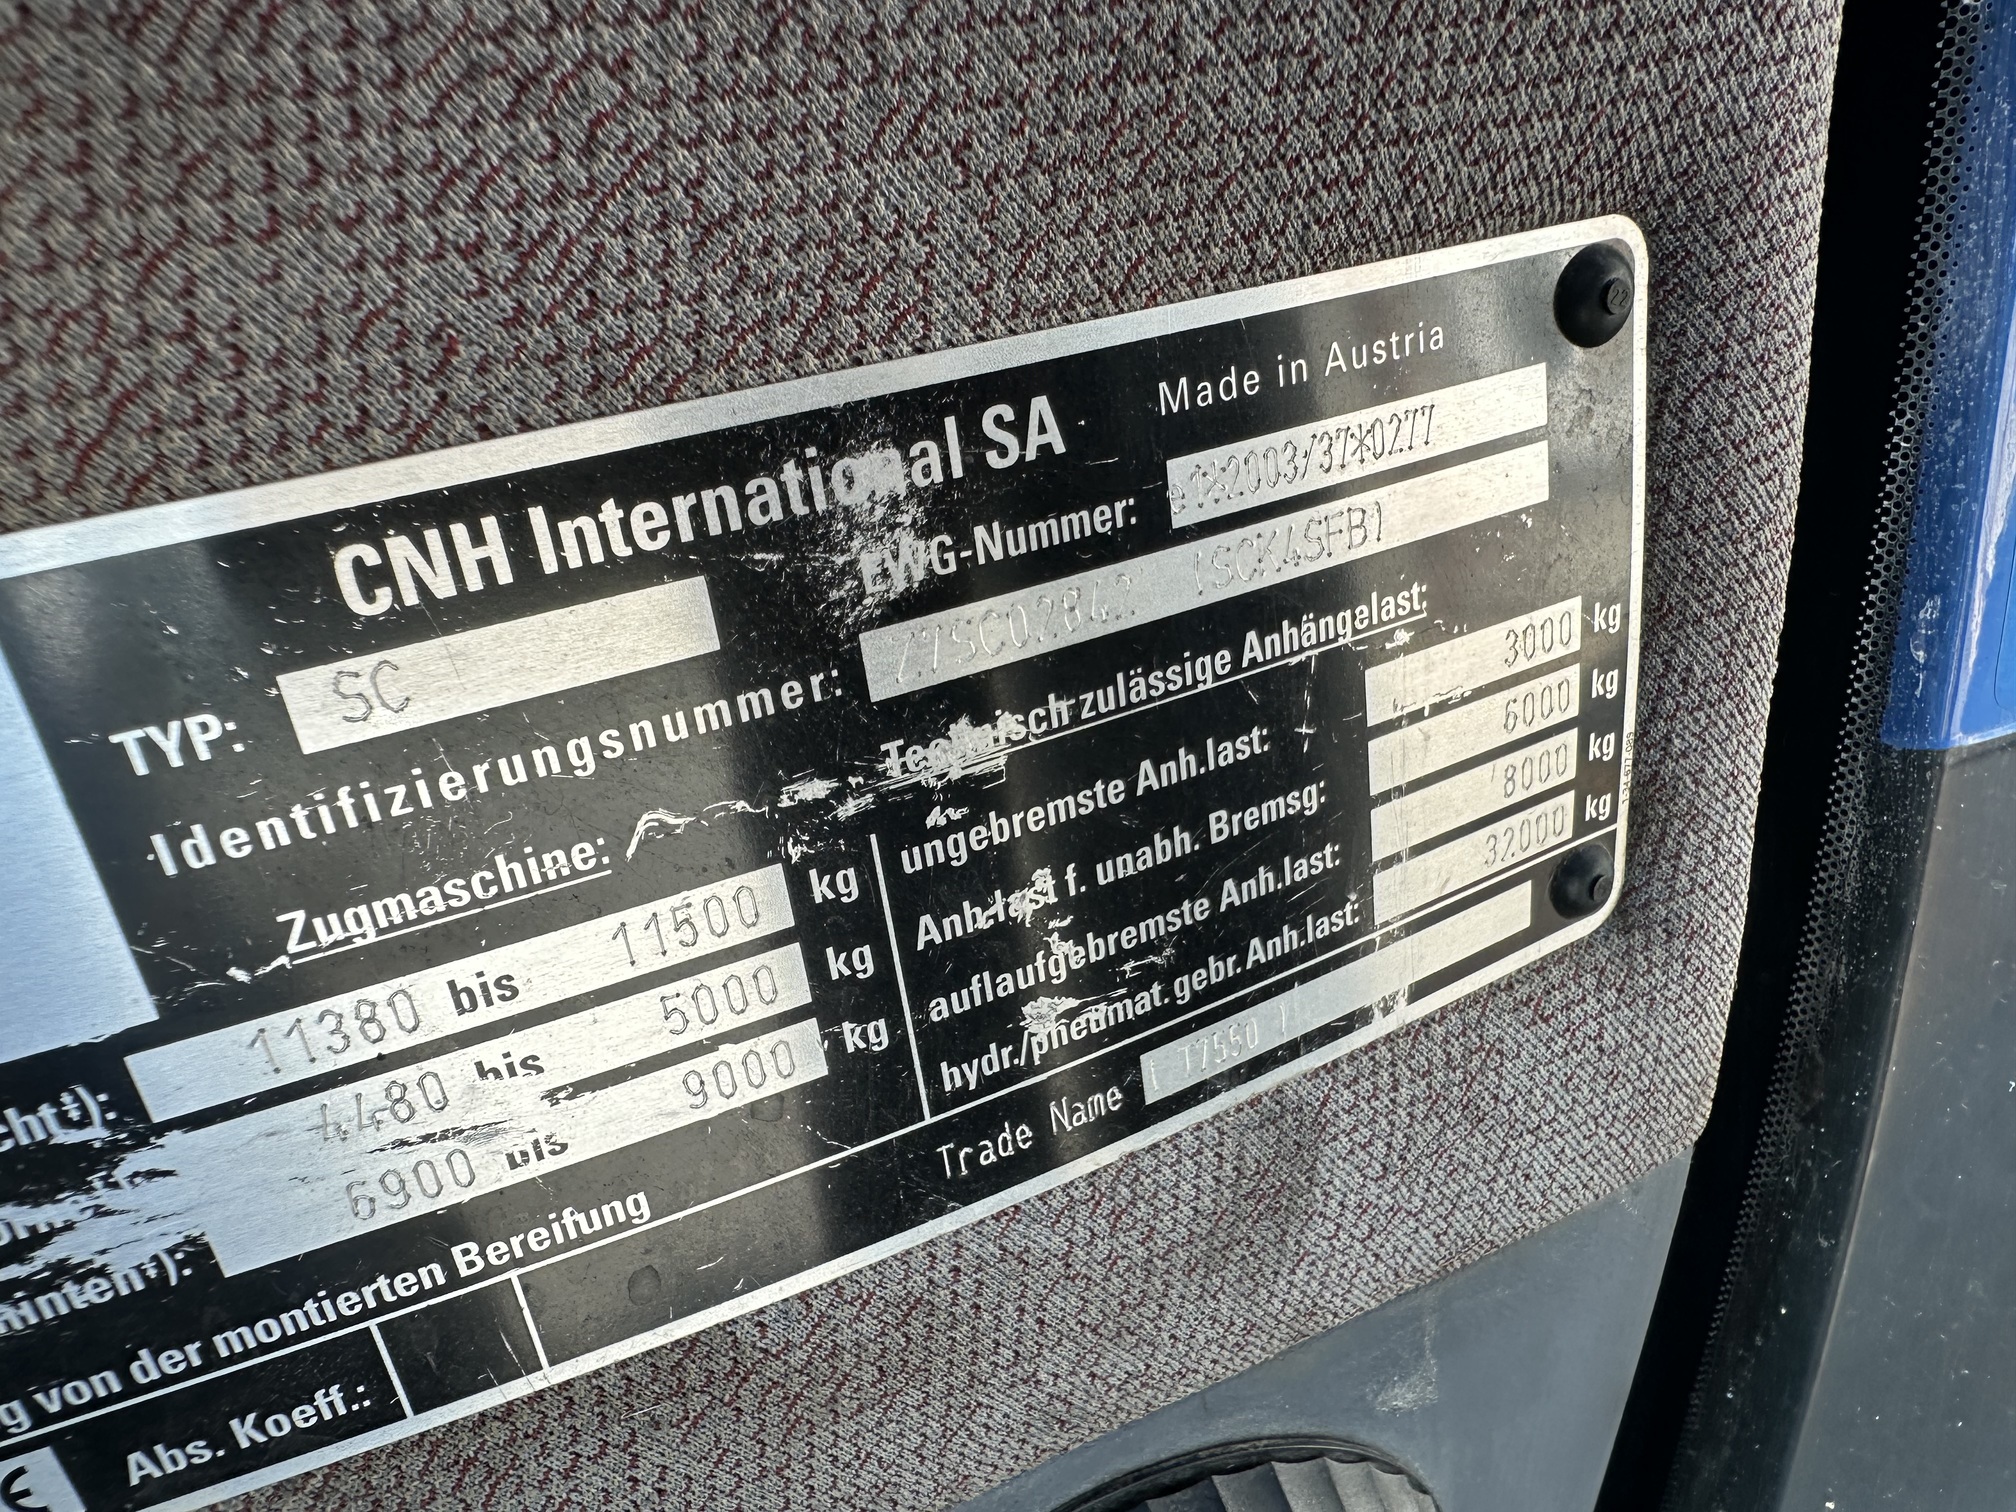 CNH International SA
Made in Austria
TYP: SC
EWG-Nummer: e1*2003/37*0277
Identifizierungsnummer: Z7SC02842 ISCK4SFB1
Zugmaschine:
11380 bis 11500 kg
4480 bis 5000 kg
6900 bis 9000 kg
cht‡):
hinten‡):
Technisch zulässige Anhängelast:
ungebremste Anh.last: 3000 kg
Anh.last f. unabh. Bremsg: 6000 kg
auflaufgebremste Anh.last: 8000 kg
hydr./pneumat. gebr. Anh.last: 32000 kg
Trade Name ( T7550 )
g von der montierten Bereifung
Abs. Koeff.: